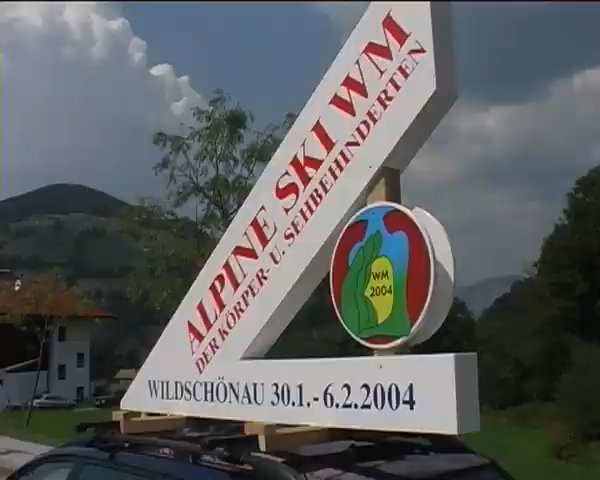 ALPINE SKI WM
DER KÖRPER- U. SEHBEHINDERTEN
WM
2004
WILDSCHÖNAU 30.1.-6.2.2004